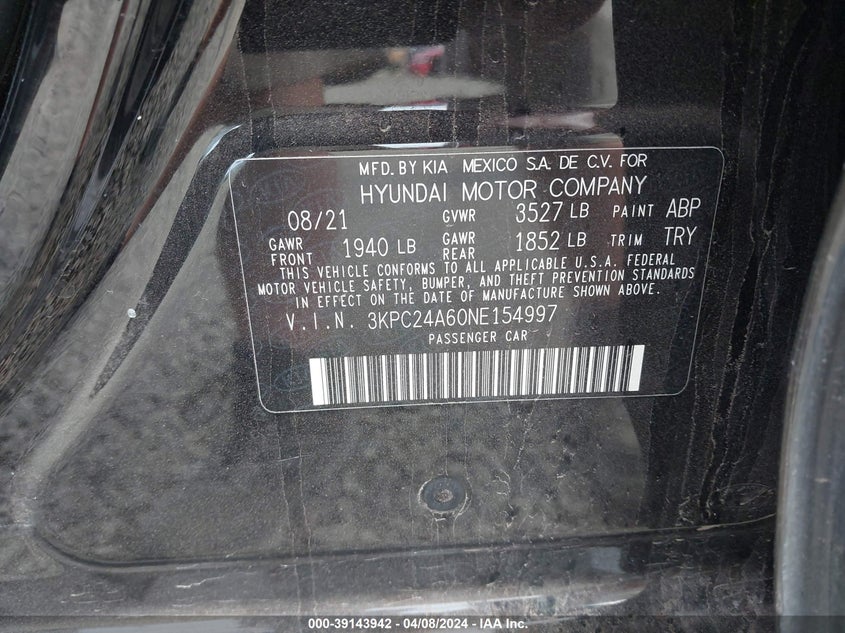 MFD. BY KIA MEXICO S.A. DE C.V. FOR
HYUNDAI MOTOR COMPANY
08/21 GVWR 3527 LB PAINT ABP
GAWR FRONT 1940 LB GAWR REAR 1852 LB TRIM TRY
THIS VEHICLE CONFORMS TO ALL APPLICABLE U.S.A. FEDERAL
MOTOR VEHICLE SAFETY, BUMPER, AND THEFT PREVENTION STANDARDS
IN EFFECT ON THE DATE OF MANUFACTURE SHOWN ABOVE.
V.I.N. 3KPC24A60NE154997
PASSENGER CAR
000-39143942 - 04/08/2024 - IAA Inc.